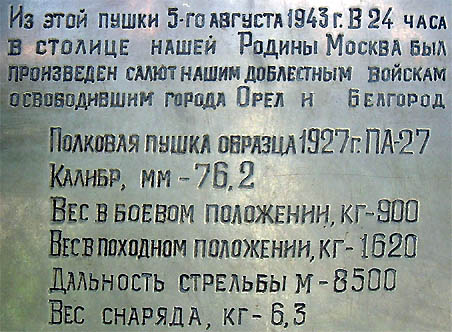 Из этой пушки 5-го августа 1943 г. В 24 часа
в столице нашей Родины Москва был
произведен салют нашим доблестным войскам
освободившим города Орел и Белгород
Полковая пушка образца 1927 г. ПА-27
Калибр, мм - 76,2
Вес в боевом положении, кг - 900
Вес в походном положении, кг - 1620
Дальность стрельбы м - 8500
Вес снаряда, кг - 6,3